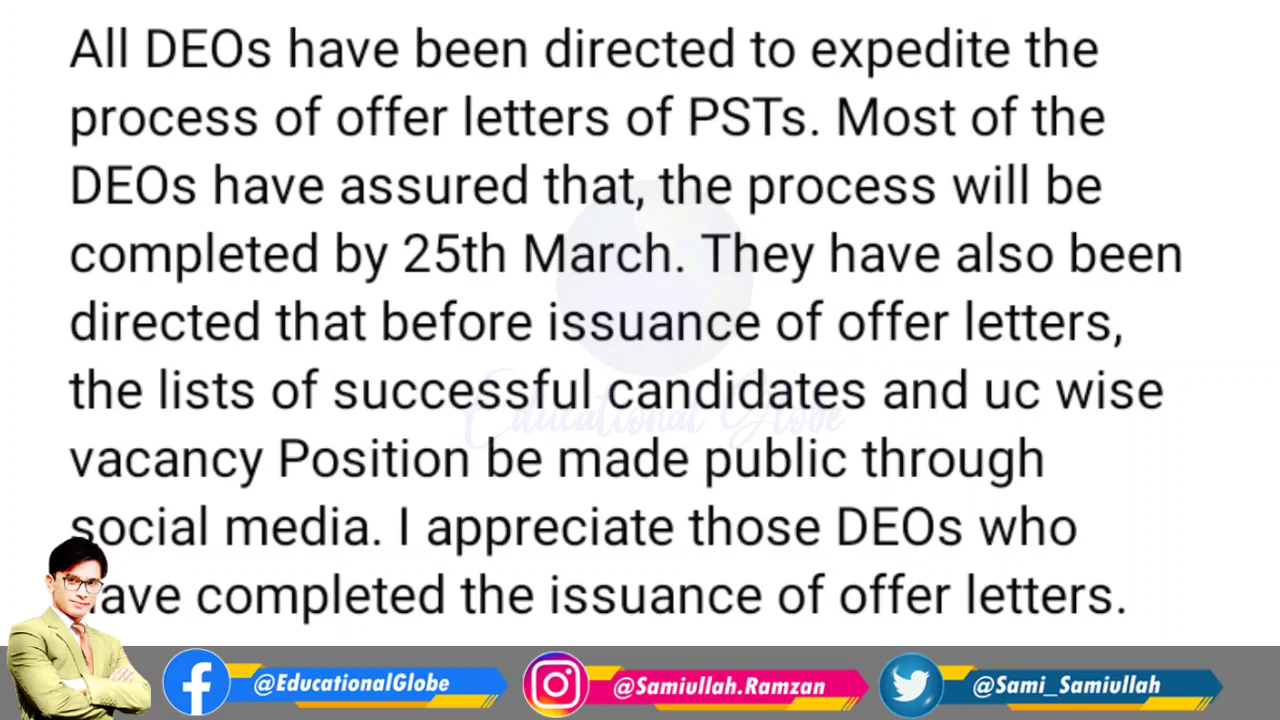 All DEOs have been directed to expedite the
process of offer letters of PSTs. Most of the
DEOs have assured that, the process will be
completed by 25th March. They have also been
directed that before issuance of offer letters,
the lists of successful candidates and uc wise
vacancy Position be made public through
social media. I appreciate those DEOs who
have completed the issuance of offer letters.
Educational Globe
@EducationalGlobe
@Samiullah.Ramzan
@Sami_Samiullah